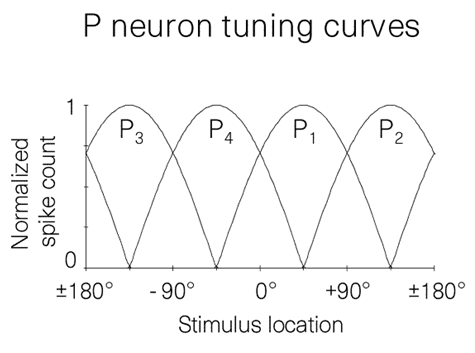 P neuron tuning curves
Normalized
spike count
1
0
P₃ P₄ P₁ P₂
±180° -90° 0° +90° ±180°
Stimulus location